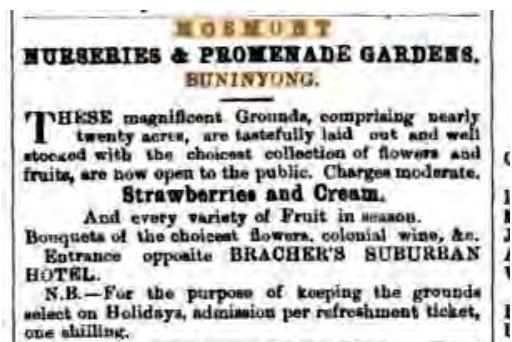 MOSMONT
NURSERIES & PROMENADE GARDENS,
BUNINYONG.
THESE magnificent Grounds, comprising nearly
twenty acres, are tastefully laid out and well
stocked with the choicest collection of flowers and
fruits, are now open to the public. Charges moderate.
Strawberries and Cream,
And every variety of Fruit in season.
Bouquets of the choicest flowers, colonial wine, &c.
Entrance opposite BRACHER'S SUBURBAN
HOTEL.
N.B.—For the purpose of keeping the grounds
select on Holidays, admission per refreshment ticket,
one shilling.